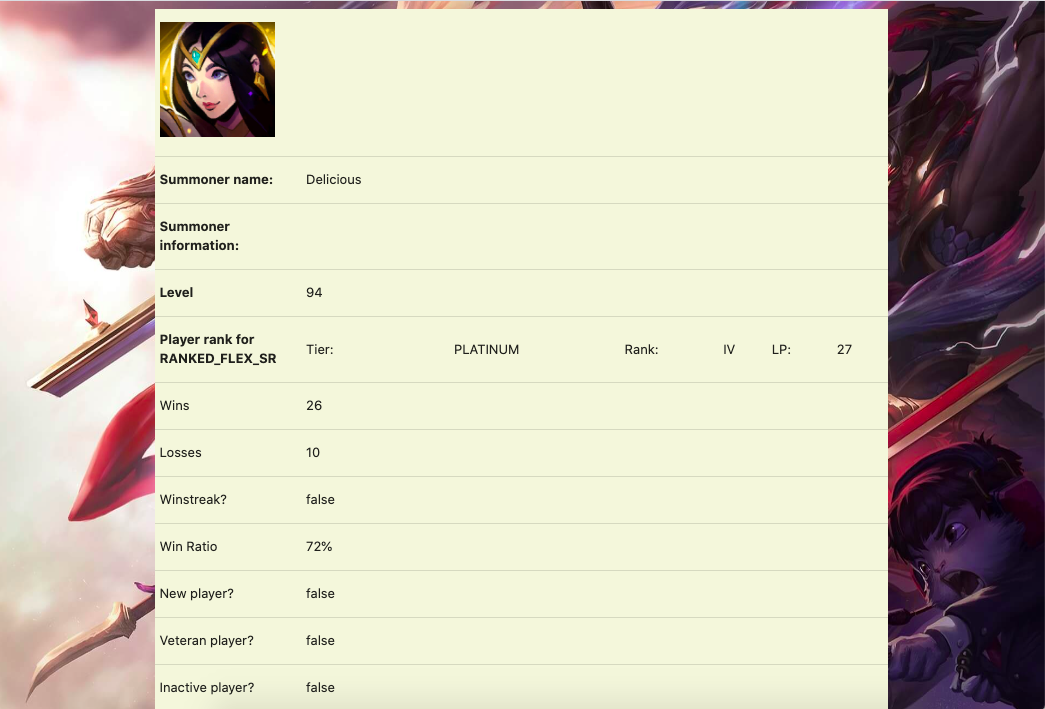 Summoner name: Delicious
Summoner
information:
Level 94
Player rank for
RANKED_FLEX_SR Tier: PLATINUM Rank: IV LP: 27
Wins 26
Losses 10
Winstreak? false
Win Ratio 72%
New player? false
Veteran player? false
Inactive player? false